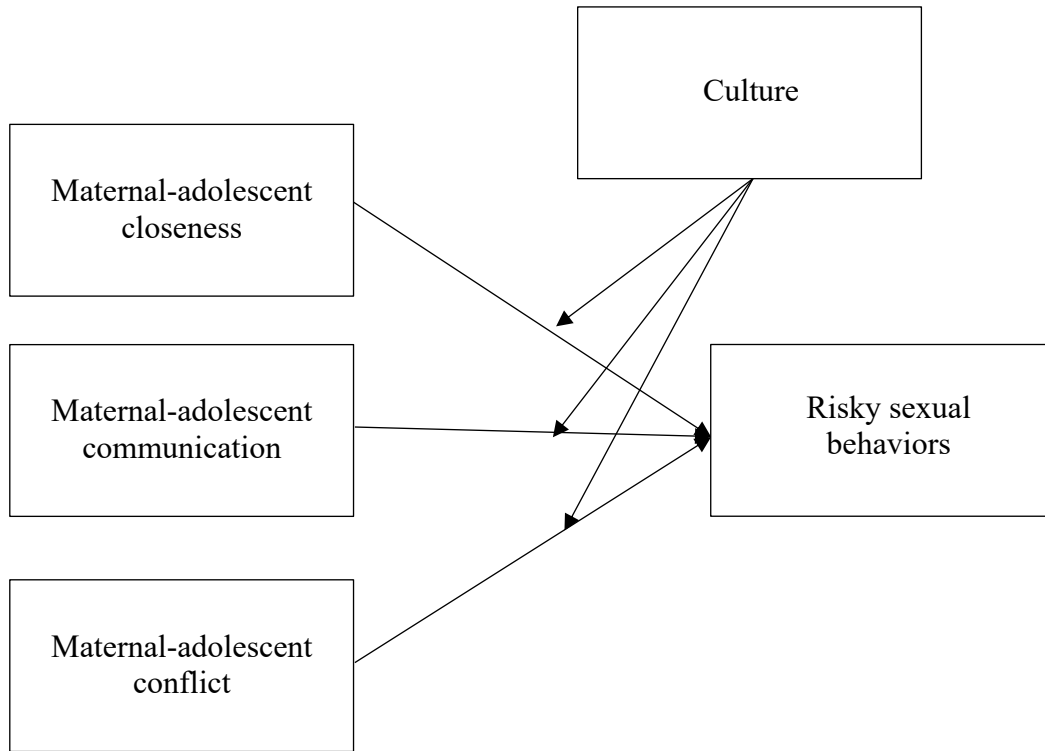 Culture
Maternal-adolescent
closeness
Maternal-adolescent
communication
Risky sexual
behaviors
Maternal-adolescent
conflict